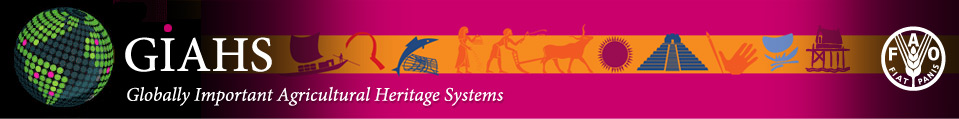 GIAHS
Globally Important Agricultural Heritage Systems
F A O
FIAT PANIS